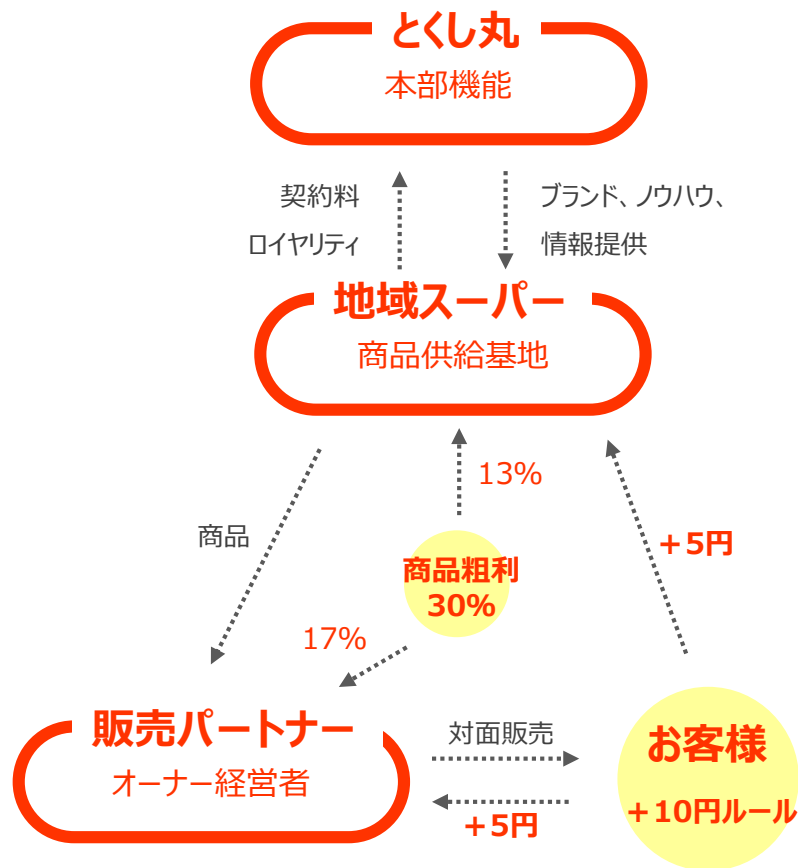 とくし丸
本部機能
契約料
ロイヤリティ
ブランド、ノウハウ、
情報提供
地域スーパー
商品供給基地
13%
商品
商品粗利
30%
+5円
17%
販売パートナー
オーナー経営者
対面販売
+5円
お客様
+10円ルール